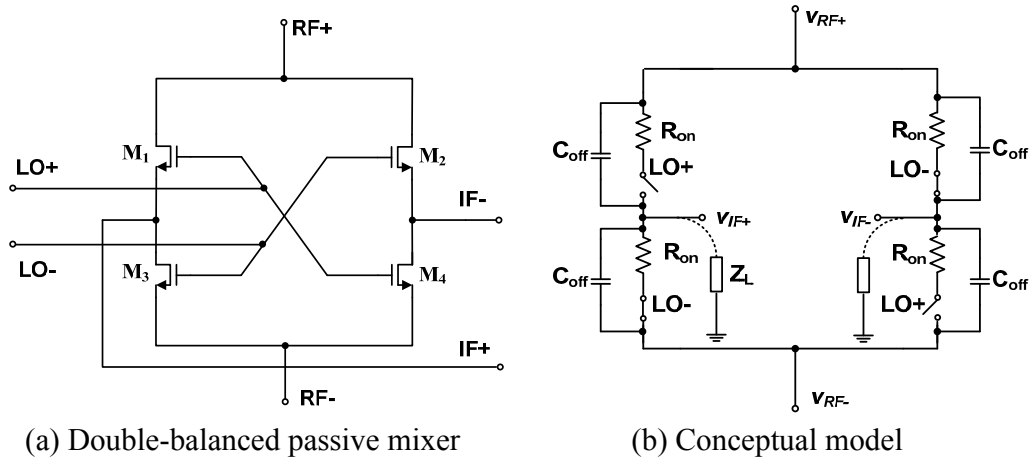 RF+
M1
M2
LO+
IF-
LO-
M3
M4
IF+
RF-
(a) Double-balanced passive mixer
vRF+
Ron
Coff
LO+
Ron
Coff
LO-
vIF+
vIF-
Coff
Ron
LO-
ZL
Ron
Coff
LO+
vRF-
(b) Conceptual model